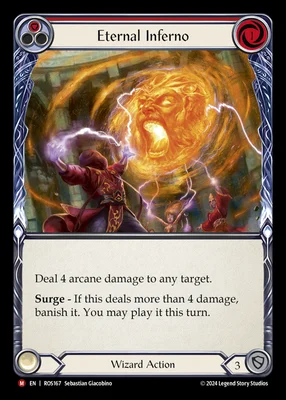 Eternal Inferno
Deal 4 arcane damage to any target.
Surge - If this deals more than 4 damage,
banish it. You may play it this turn.
Wizard Action
3
M EN | ROS167 Sebastian Giacobino
© 2024 Legend Story Studios